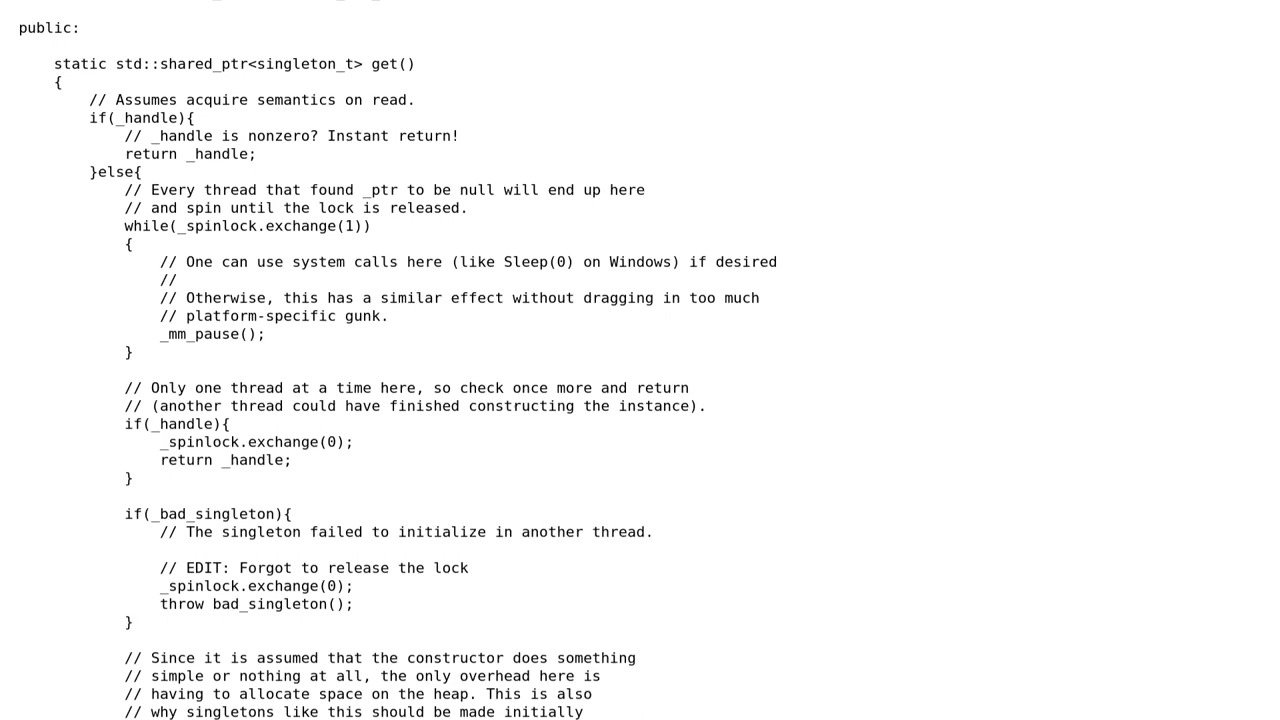 public:
static std::shared_ptr<singleton_t> get()
{
// Assumes acquire semantics on read.
if(_handle){
// _handle is nonzero? Instant return!
return _handle;
}else{
// Every thread that found _ptr to be null will end up here
// and spin until the lock is released.
while(_spinlock.exchange(1))
{
// One can use system calls here (like Sleep(0) on Windows) if desired
//
// Otherwise, this has a similar effect without dragging in too much
// platform-specific gunk.
_mm_pause();
}
// Only one thread at a time here, so check once more and return
// (another thread could have finished constructing the instance).
if(_handle){
_spinlock.exchange(0);
return _handle;
}
if(_bad_singleton){
// The singleton failed to initialize in another thread.
// EDIT: Forgot to release the lock
_spinlock.exchange(0);
throw bad_singleton();
}
// Since it is assumed that the constructor does something
// simple or nothing at all, the only overhead here is
// having to allocate space on the heap. This is also
// why singletons like this should be made initially